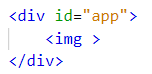 <div id="app">
    <img >
</div>